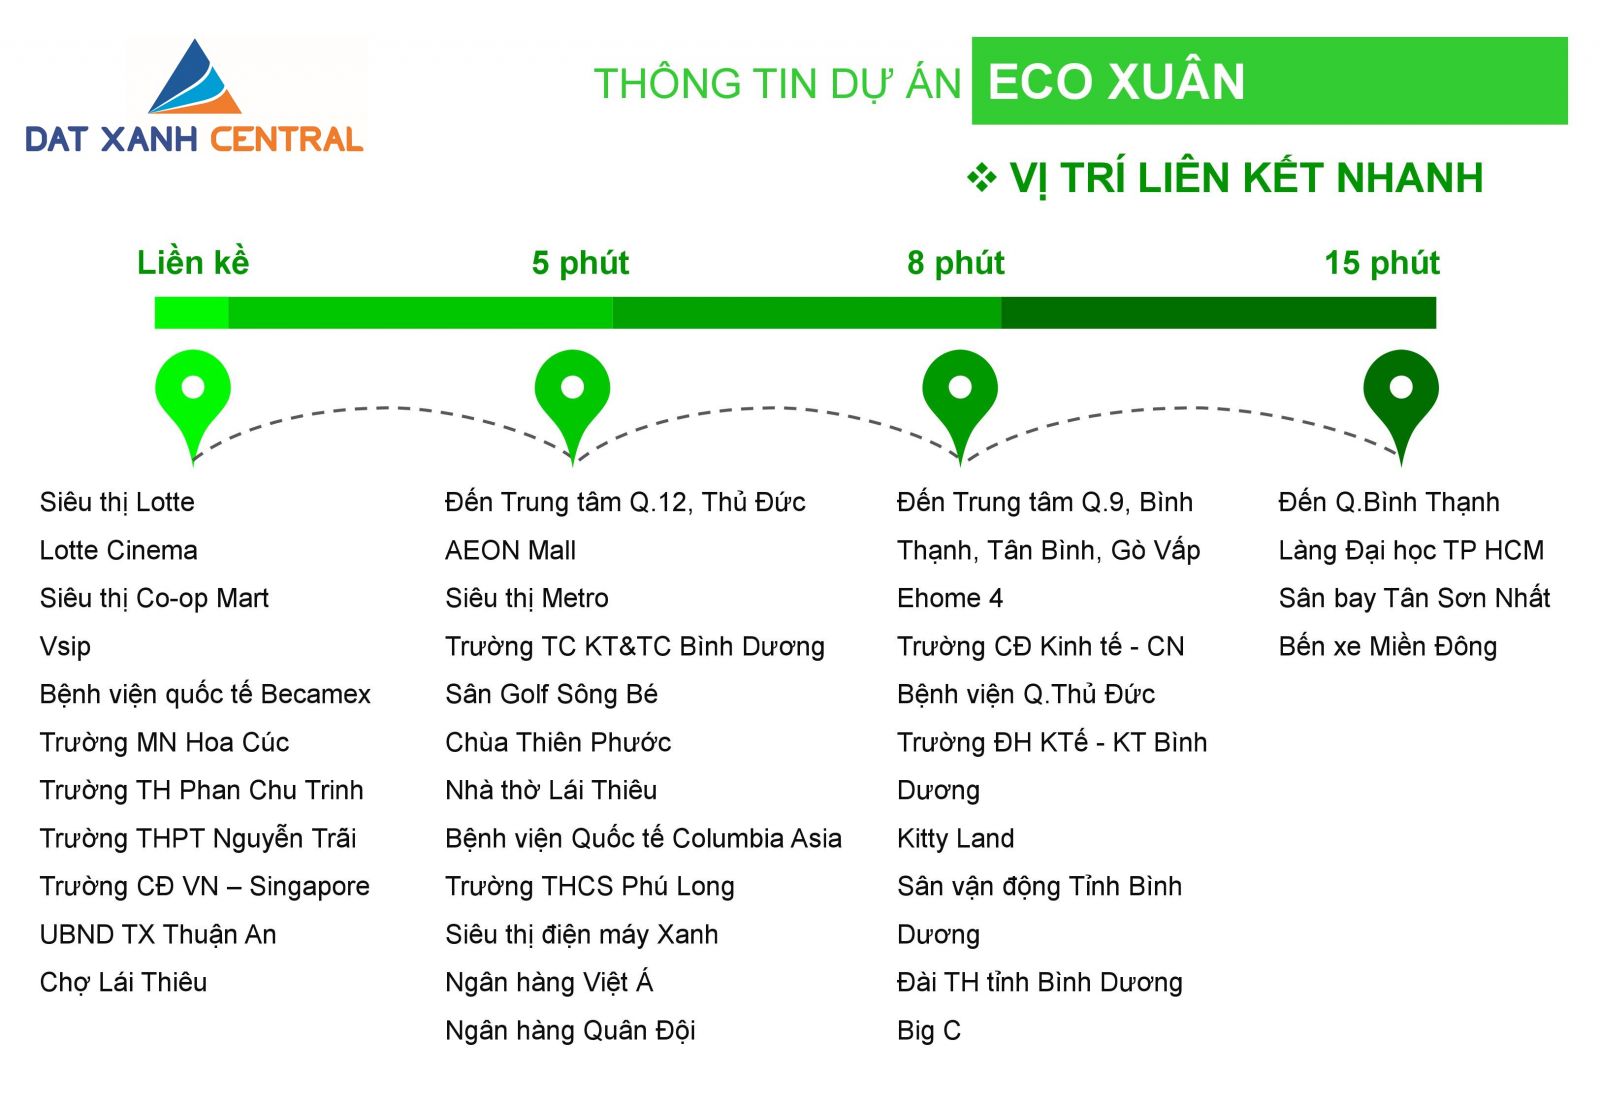 DAT XANH CENTRAL
THÔNG TIN DỰ ÁN ECO XUÂN
❖ VỊ TRÍ LIÊN KẾT NHANH
Liền kề
5 phút
8 phút
15 phút
Siêu thị Lotte
Lotte Cinema
Siêu thị Co-op Mart
Vsip
Bệnh viện quốc tế Becamex
Trường MN Hoa Cúc
Trường TH Phan Chu Trinh
Trường THPT Nguyễn Trãi
Trường CĐ VN – Singapore
UBND TX Thuận An
Chợ Lái Thiêu
Đến Trung tâm Q.12, Thủ Đức
AEON Mall
Siêu thị Metro
Trường TC KT&TC Bình Dương
Sân Golf Sông Bé
Chùa Thiên Phước
Nhà thờ Lái Thiêu
Bệnh viện Quốc tế Columbia Asia
Trường THCS Phú Long
Siêu thị điện máy Xanh
Ngân hàng Việt Á
Ngân hàng Quân Đội
Đến Trung tâm Q.9, Bình
Thạnh, Tân Bình, Gò Vấp
Ehome 4
Trường CĐ Kinh tế - CN
Bệnh viện Q.Thủ Đức
Trường ĐH KTế - KT Bình
Dương
Kitty Land
Sân vận động Tỉnh Bình
Dương
Đài TH tỉnh Bình Dương
Big C
Đến Q.Bình Thạnh
Làng Đại học TP HCM
Sân bay Tân Sơn Nhất
Bến xe Miền Đông